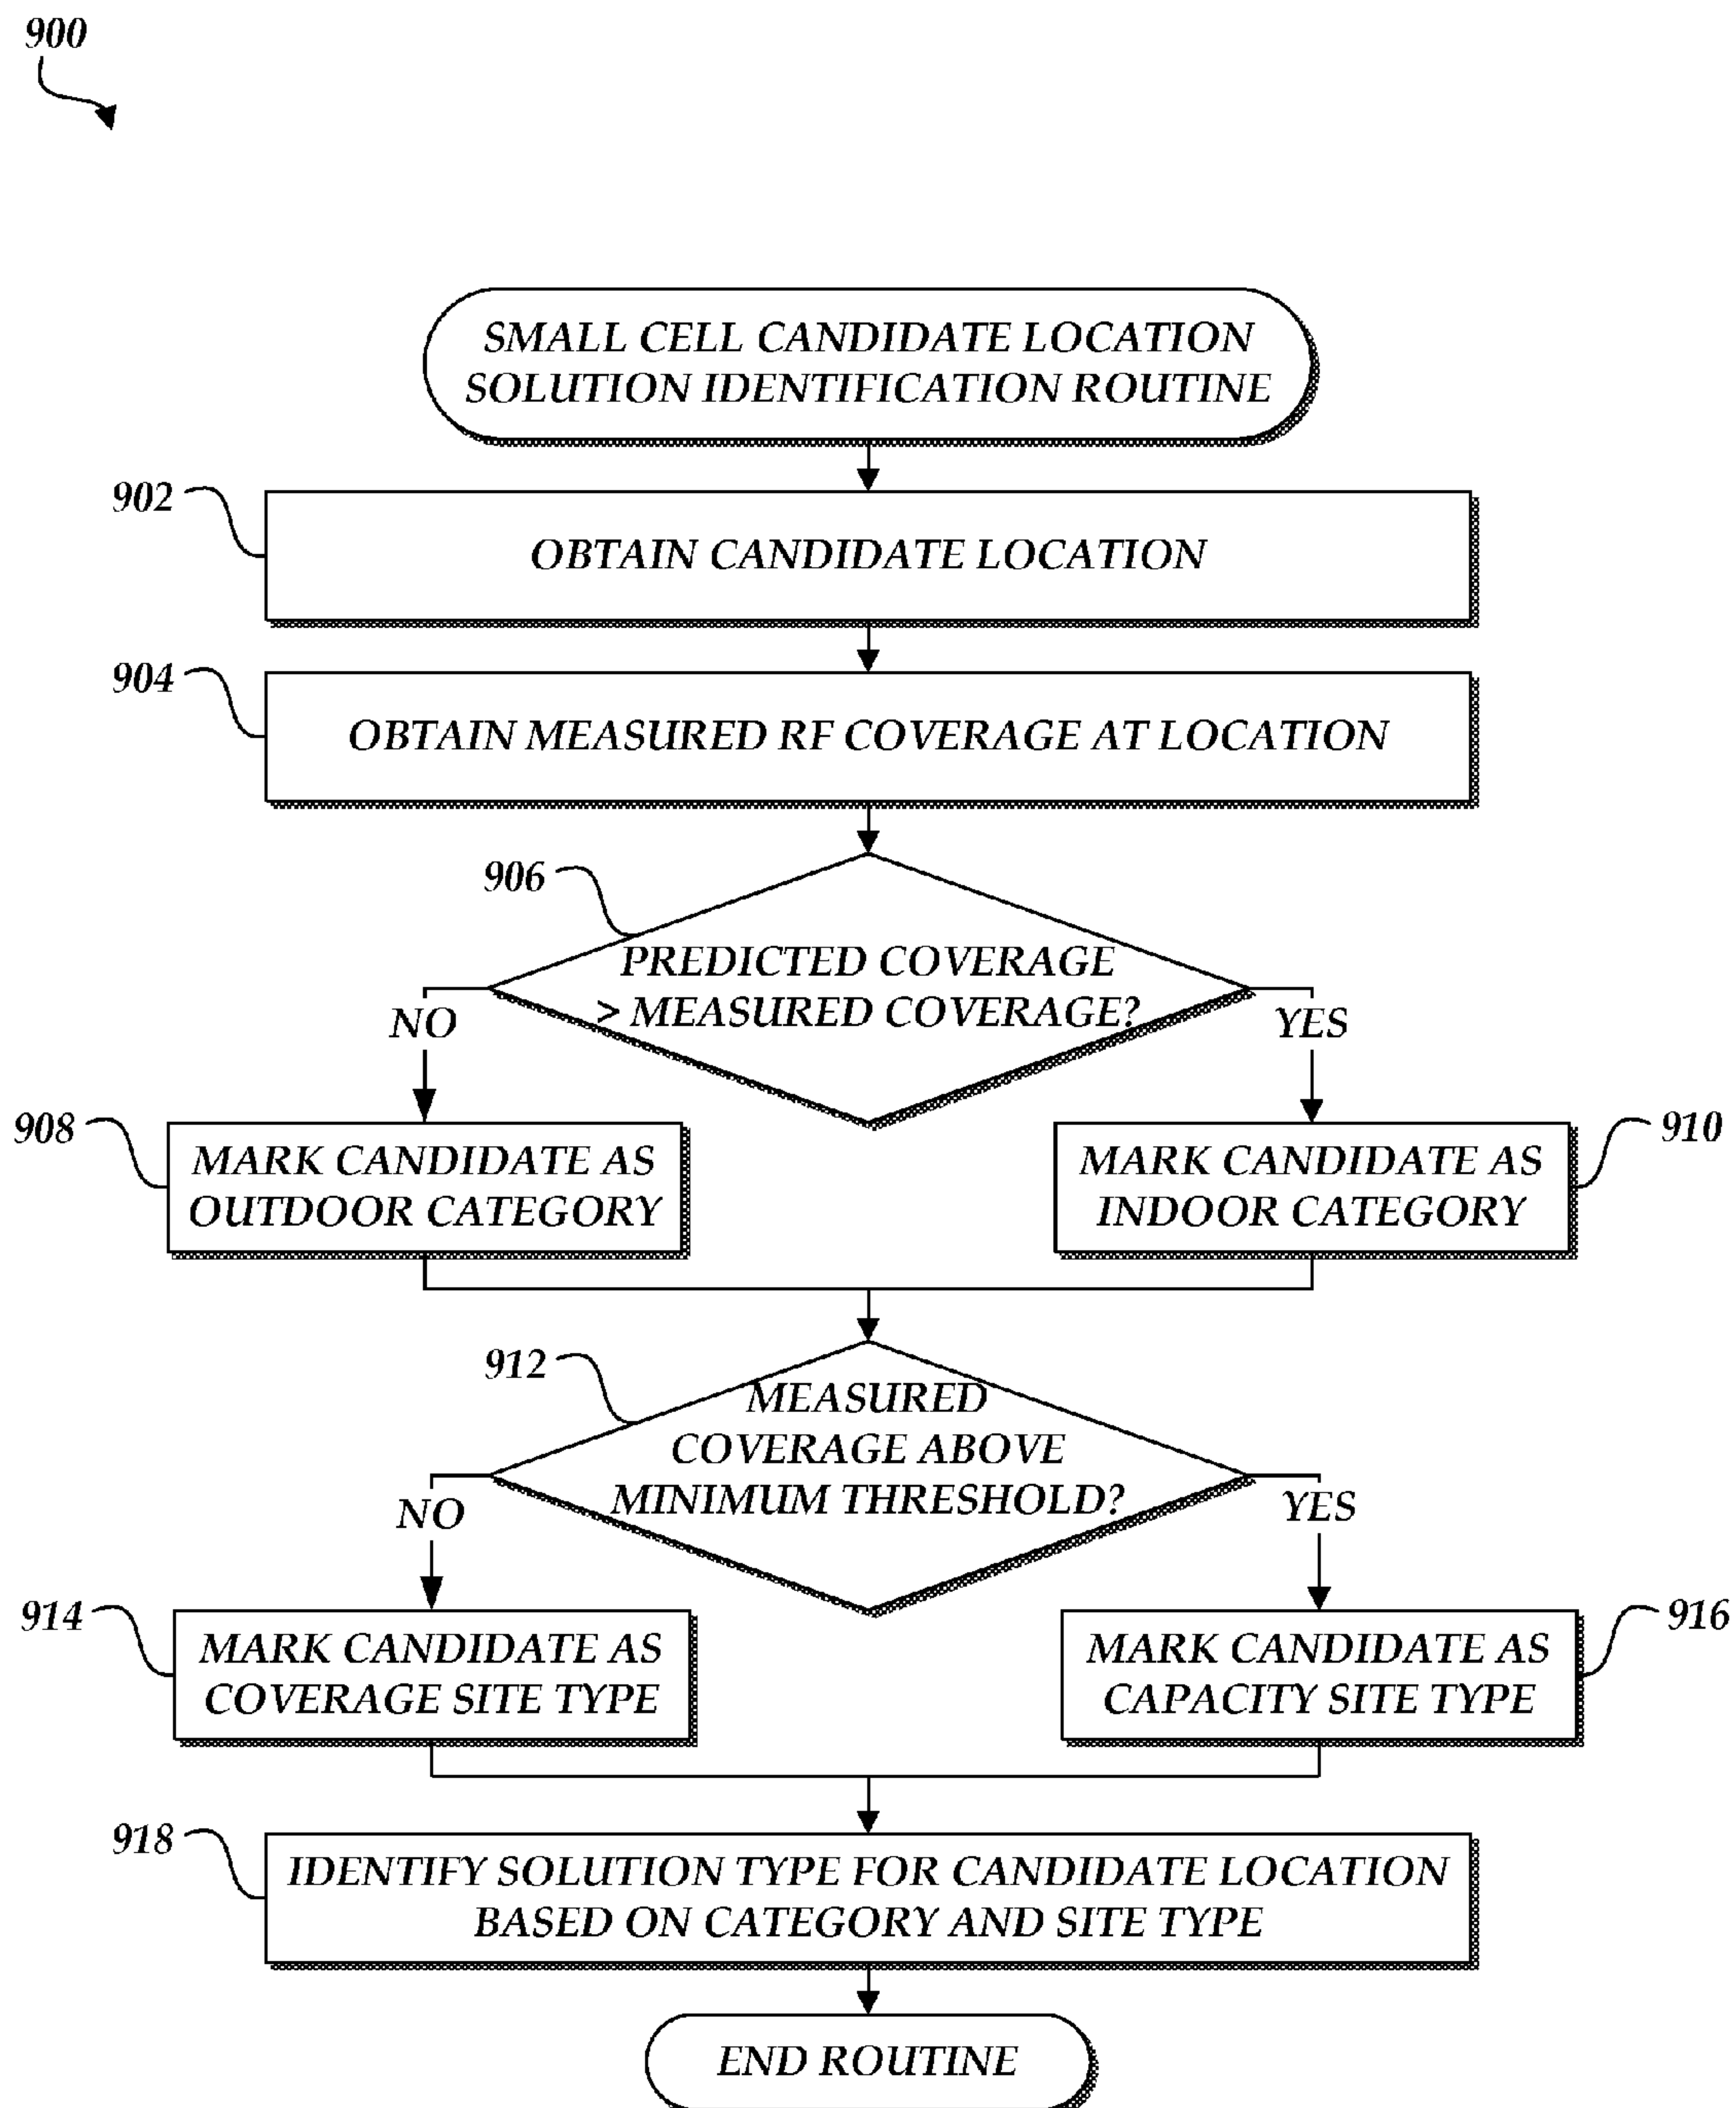 900
SMALL CELL CANDIDATE LOCATION
SOLUTION IDENTIFICATION ROUTINE
902
OBTAIN CANDIDATE LOCATION
904
OBTAIN MEASURED RF COVERAGE AT LOCATION
906
PREDICTED COVERAGE
> MEASURED COVERAGE?
NO
YES
908
MARK CANDIDATE AS
OUTDOOR CATEGORY
MARK CANDIDATE AS
INDOOR CATEGORY
910
912
MEASURED
COVERAGE ABOVE
MINIMUM THRESHOLD?
NO
YES
914
MARK CANDIDATE AS
COVERAGE SITE TYPE
MARK CANDIDATE AS
CAPACITY SITE TYPE
916
918
IDENTIFY SOLUTION TYPE FOR CANDIDATE LOCATION
BASED ON CATEGORY AND SITE TYPE
END ROUTINE